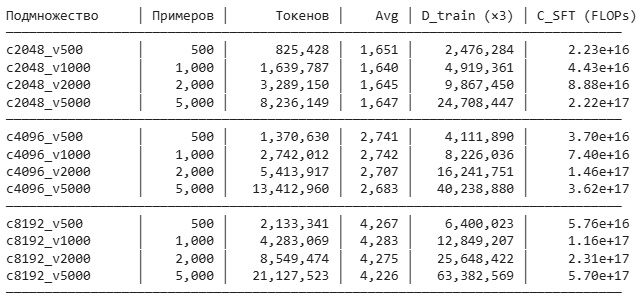 Подмножество | Примеров | Токенов | Avg | D_train (×3) | C_SFT (FLOPs)
c2048_v500 | 500 | 825,428 | 1,651 | 2,476,284 | 2.23e+16
c2048_v1000 | 1,000 | 1,639,787 | 1,640 | 4,919,361 | 4.43e+16
c2048_v2000 | 2,000 | 3,289,150 | 1,645 | 9,867,450 | 8.88e+16
c2048_v5000 | 5,000 | 8,236,149 | 1,647 | 24,708,447 | 2.22e+17
c4096_v500 | 500 | 1,370,630 | 2,741 | 4,111,890 | 3.70e+16
c4096_v1000 | 1,000 | 2,742,012 | 2,742 | 8,226,036 | 7.40e+16
c4096_v2000 | 2,000 | 5,413,917 | 2,707 | 16,241,751 | 1.46e+17
c4096_v5000 | 5,000 | 13,412,960 | 2,683 | 40,238,880 | 3.62e+17
c8192_v500 | 500 | 2,133,341 | 4,267 | 6,400,023 | 5.76e+16
c8192_v1000 | 1,000 | 4,283,069 | 4,283 | 12,849,207 | 1.16e+17
c8192_v2000 | 2,000 | 8,549,474 | 4,275 | 25,648,422 | 2.31e+17
c8192_v5000 | 5,000 | 21,127,523 | 4,226 | 63,382,569 | 5.70e+17